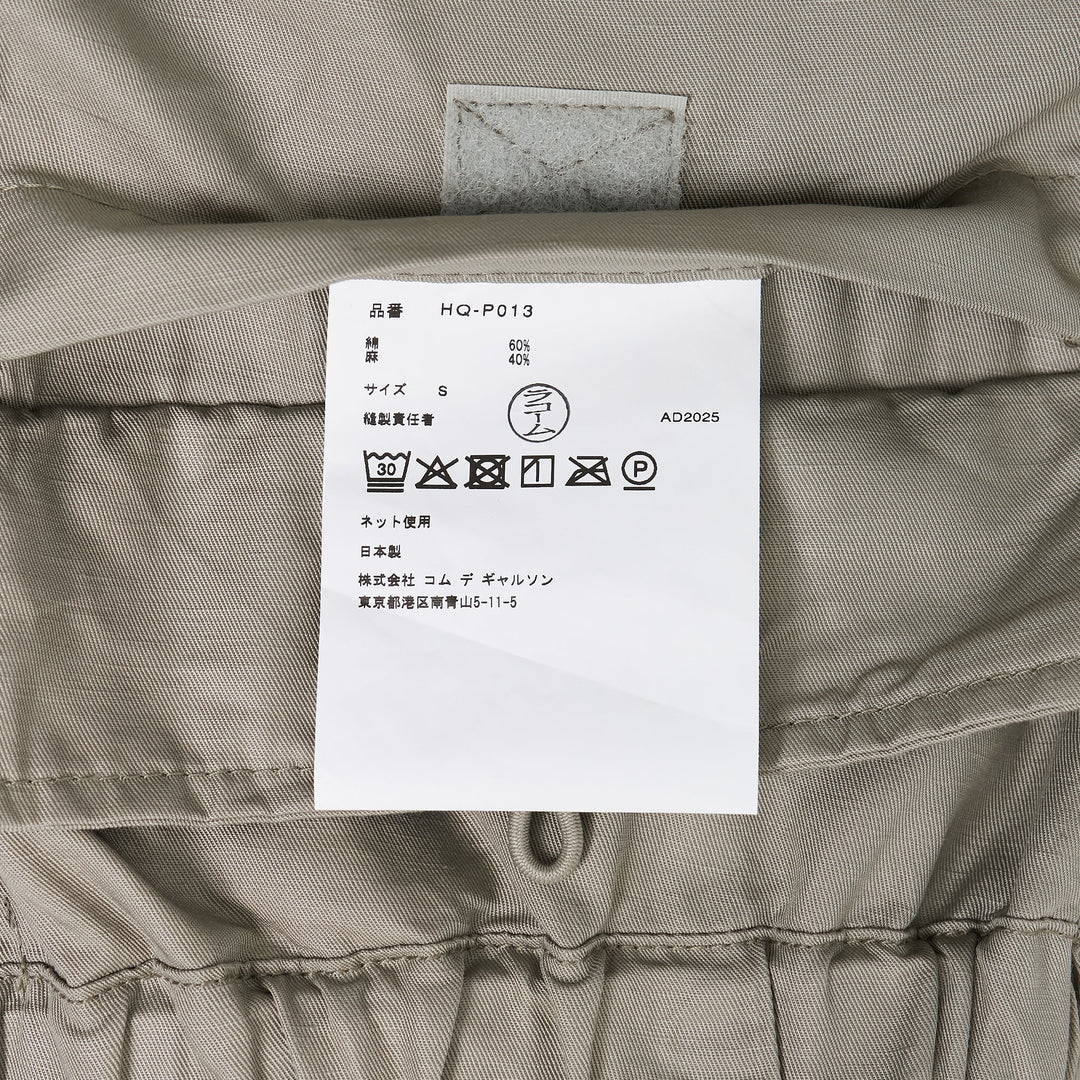 品番 HQ-P013
綿 60%
麻 40%
サイズ S
縫製責任者 ラコーム AD2025
30 P
ネット使用
日本製
株式会社 コム デ ギャルソン
東京都港区南青山5-11-5